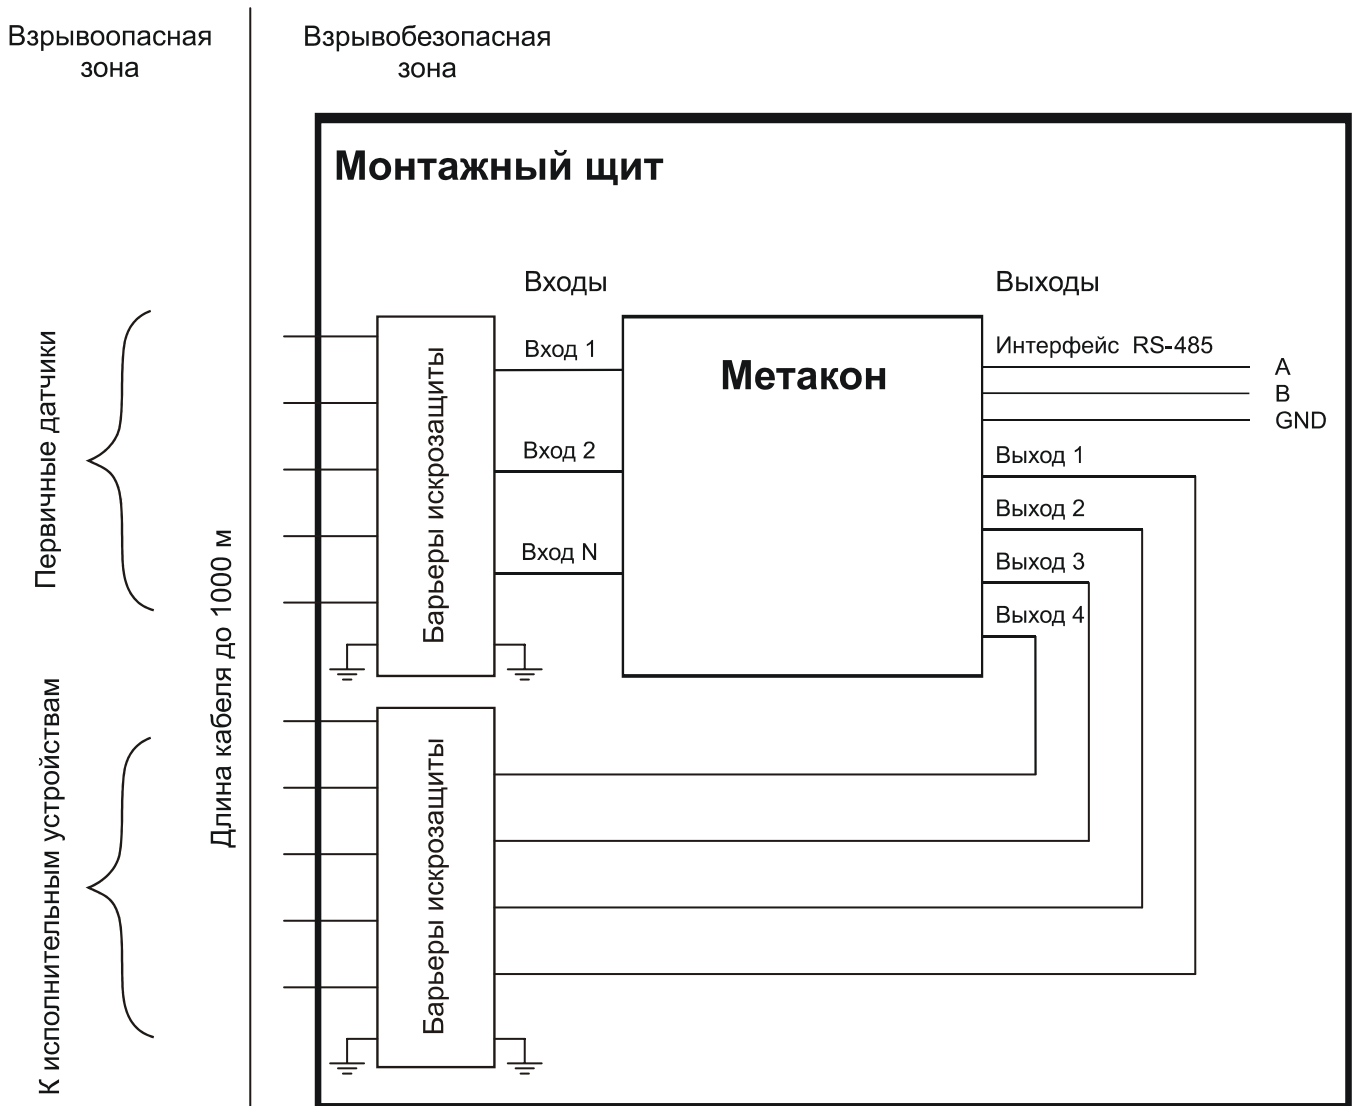 Взрывоопасная
зона
Взрывобезопасная
зона
Монтажный щит
Входы
Выходы
Первичные датчики
Барьеры искрозащиты
Вход 1
Вход 2
Вход N
Метакон
Интерфейс RS-485
A
B
GND
Выход 1
Выход 2
Выход 3
Выход 4
Длина кабеля до 1000 м
К исполнительным устройствам
Барьеры искрозащиты